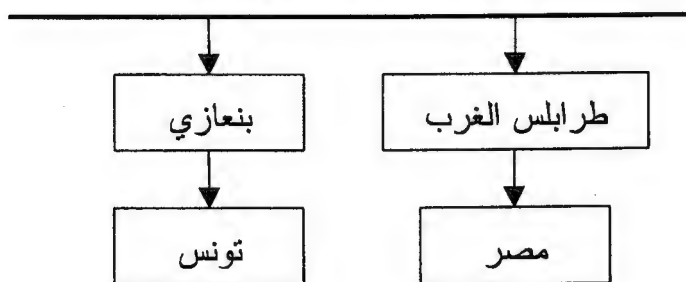 طرابلس الغرب
بنعازي
مصر
تونس